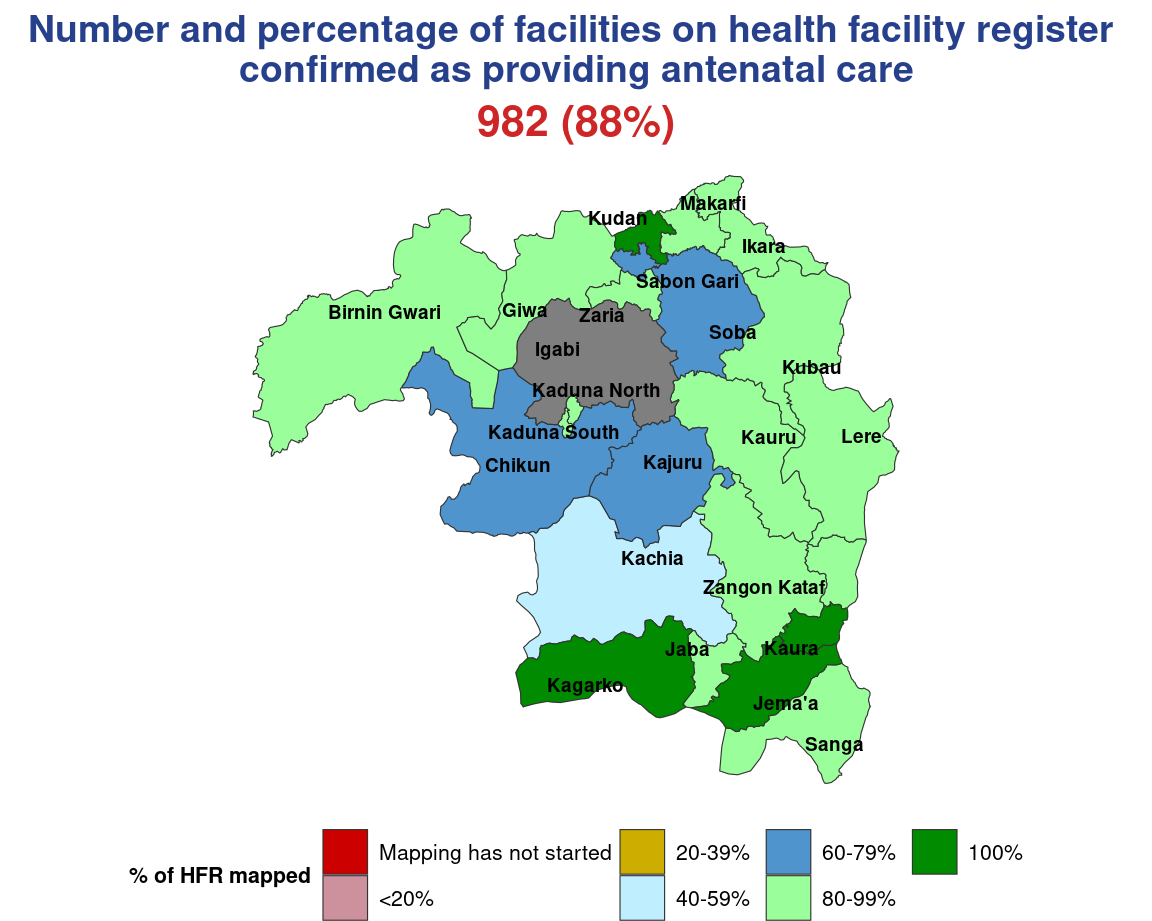 Number and percentage of facilities on health facility register
confirmed as providing antenatal care
982 (88%)
Makarfi
Kudan
Ikara
Sabon Gari
Birnin Gwari
Giwa
Zaria
Soba
Igabi
Kubau
Kaduna North
Kaduna South
Kauru
Lere
Chikun
Kajuru
Kachia
Zangon Kataf
Jaba
Kaura
Kagarko
Jema'a
Sanga
% of HFR mapped
Mapping has not started
20-39%
60-79%
100%
<20%
40-59%
80-99%